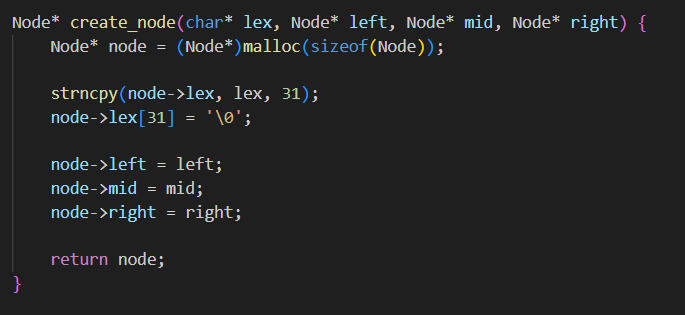 Node* create_node(char* lex, Node* left, Node* mid, Node* right) {
    Node* node = (Node*)malloc(sizeof(Node));

    strncpy(node->lex, lex, 31);
    node->lex[31] = '\0';

    node->left = left;
    node->mid = mid;
    node->right = right;

    return node;
}